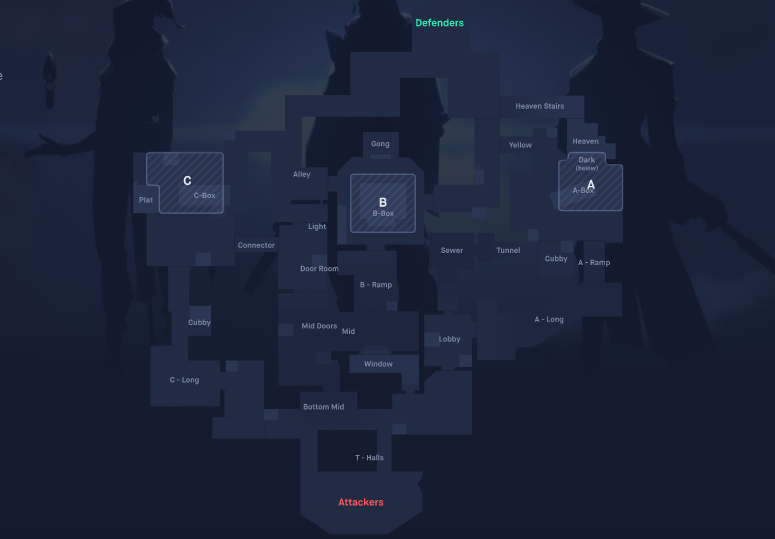 Defenders
e
Heaven Stairs
Gong
Yellow
Heaven
Dark
(below)
Alley
C
A
A-Box
C-Box
Plat
B
B-Box
Light
Connector
Sewer
Tunnel
Cubby
A - Ramp
Door Room
B - Ramp
Cubby
Mid Doors
Mid
A - Long
Lobby
Window
C - Long
Bottom Mid
T - Halls
Attackers